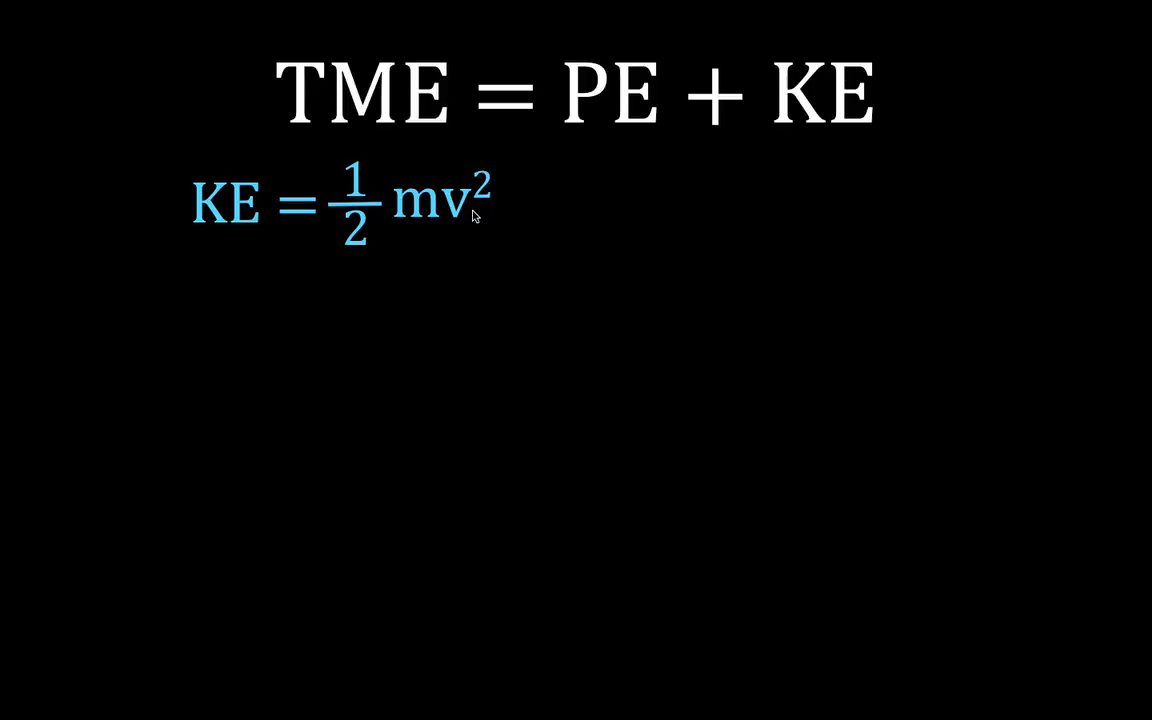 TME = PE + KE
KE = 1/2 mv²